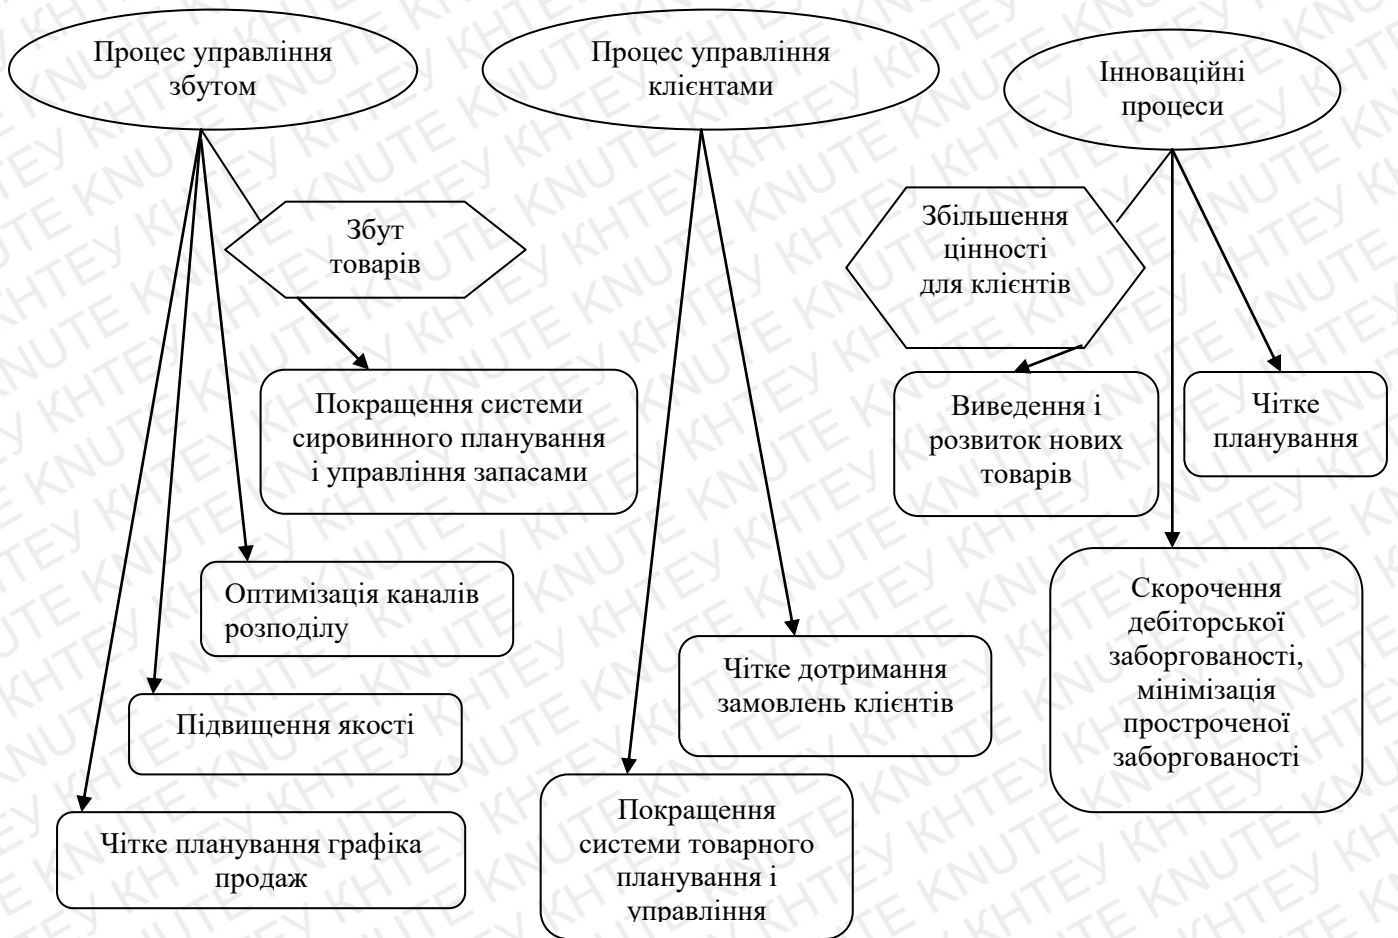 Процес управління
збутом
Процес управління
клієнтами
Інноваційні
процеси
Збут
товарів
Збільшення
цінності
для клієнтів
Покращення системи
сировинного планування
і управління запасами
Виведення і
розвиток нових
товарів
Чітке
планування
Оптимізація каналів
розподілу
Скорочення
дебіторської
заборгованості,
мінімізація
простроченої
заборгованості
Чітке дотримання
замовлень клієнтів
Підвищення якості
Чітке планування графіка
продаж
Покращення
системи товарного
планування і
управління